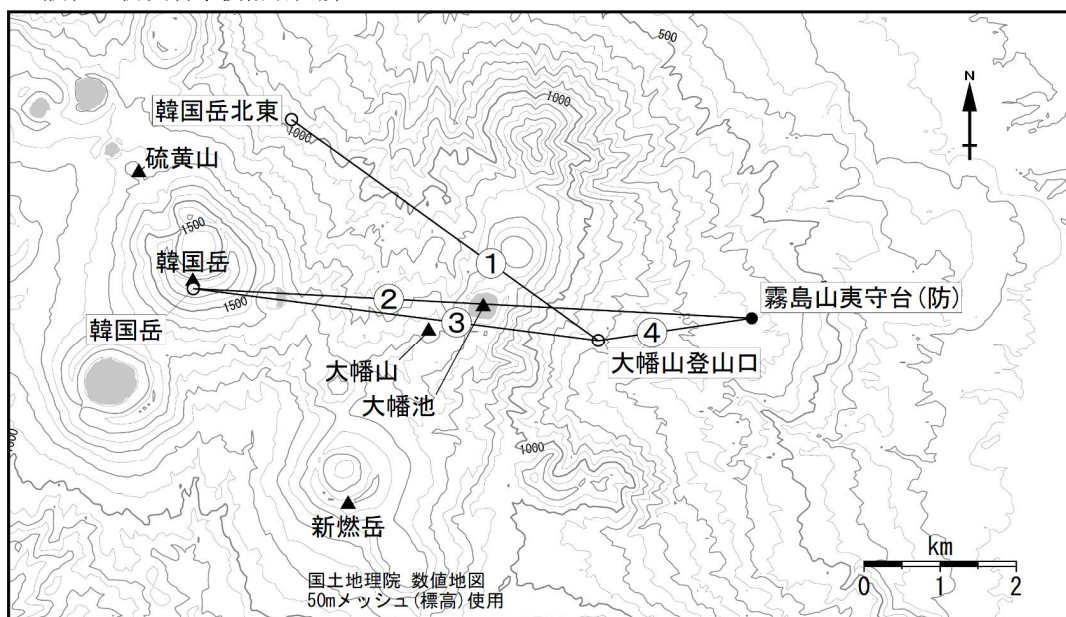 500
N
韓国岳北東
1000
1000
硫黄山
1500
韓国岳
①
②
霧島山夷守台(防)
1500
③
④
韓国岳
大幡山登山口
大幡山
大幡池
1000
1000
新燃岳
km
国土地理院 数値地図
50mメッシュ(標高)使用
0 1 2